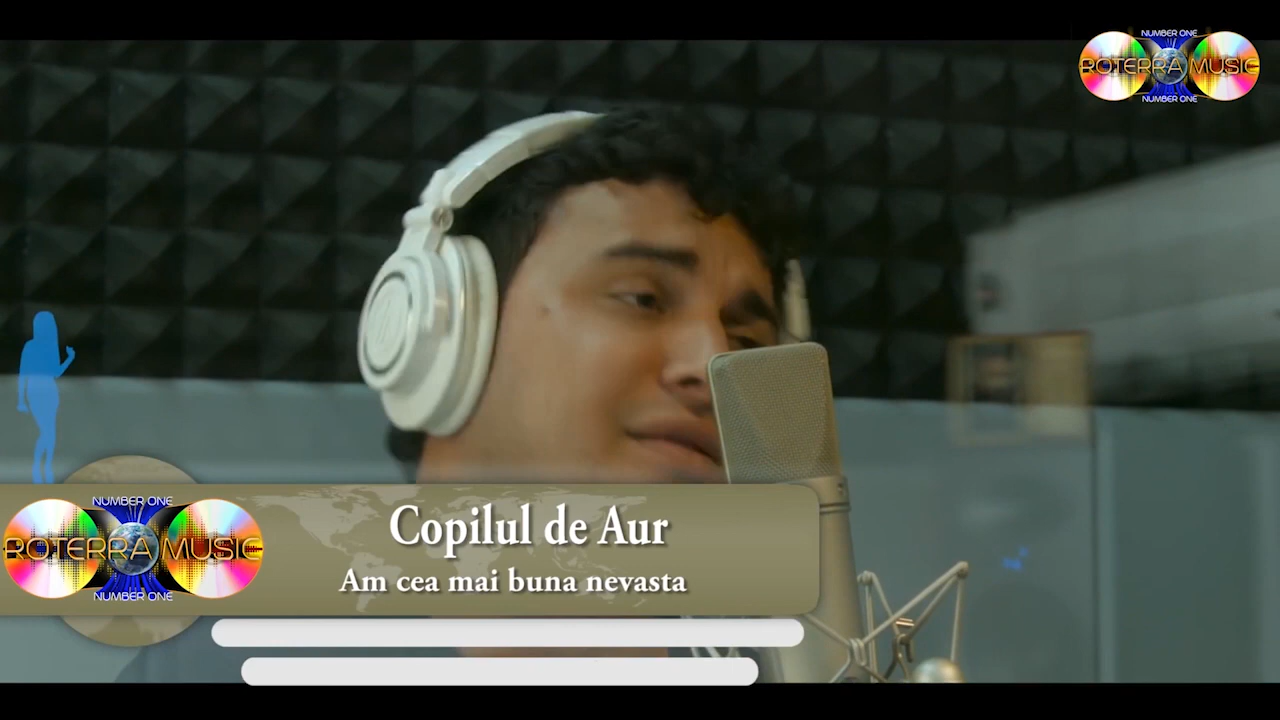 NUMBER ONE
ROTERRA MUSIC
NUMBER ONE
NUMBER ONE
ROTERRA MUSIC
NUMBER ONE
Copilul de Aur
Am cea mai buna nevasta